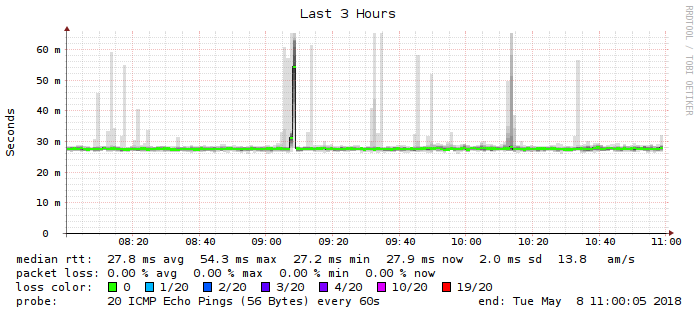 Last 3 Hours
RRDTOOL / TOBI OETIKER
Seconds
60 m
50 m
40 m
30 m
20 m
10 m
0
08:20 08:40 09:00 09:20 09:40 10:00 10:20 10:40 11:00
median rtt: 27.8 ms avg 54.3 ms max 27.2 ms min 27.9 ms now 2.0 ms sd 13.8 am/s
packet loss: 0.00 % avg 0.00 % max 0.00 % min 0.00 % now
loss color: 0 1/20 2/20 3/20 4/20 10/20 19/20
probe: 20 ICMP Echo Pings (56 Bytes) every 60s end: Tue May 8 11:00:05 2018